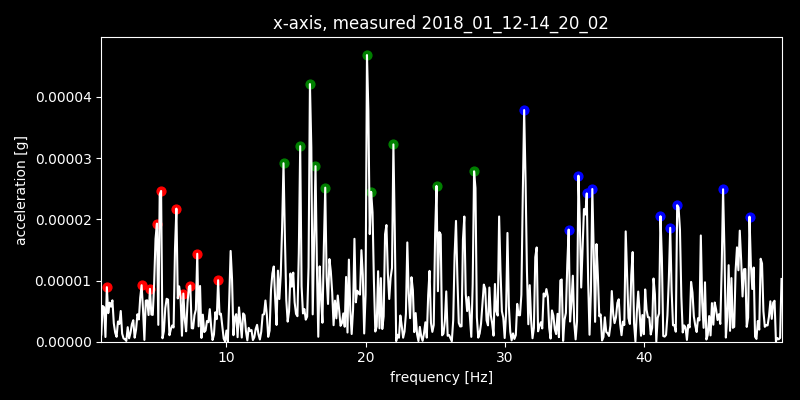 x-axis, measured 2018_01_12-14_20_02
0.00004
0.00003
0.00002
0.00001
0.00000
acceleration [g]
10 20 30 40
frequency [Hz]